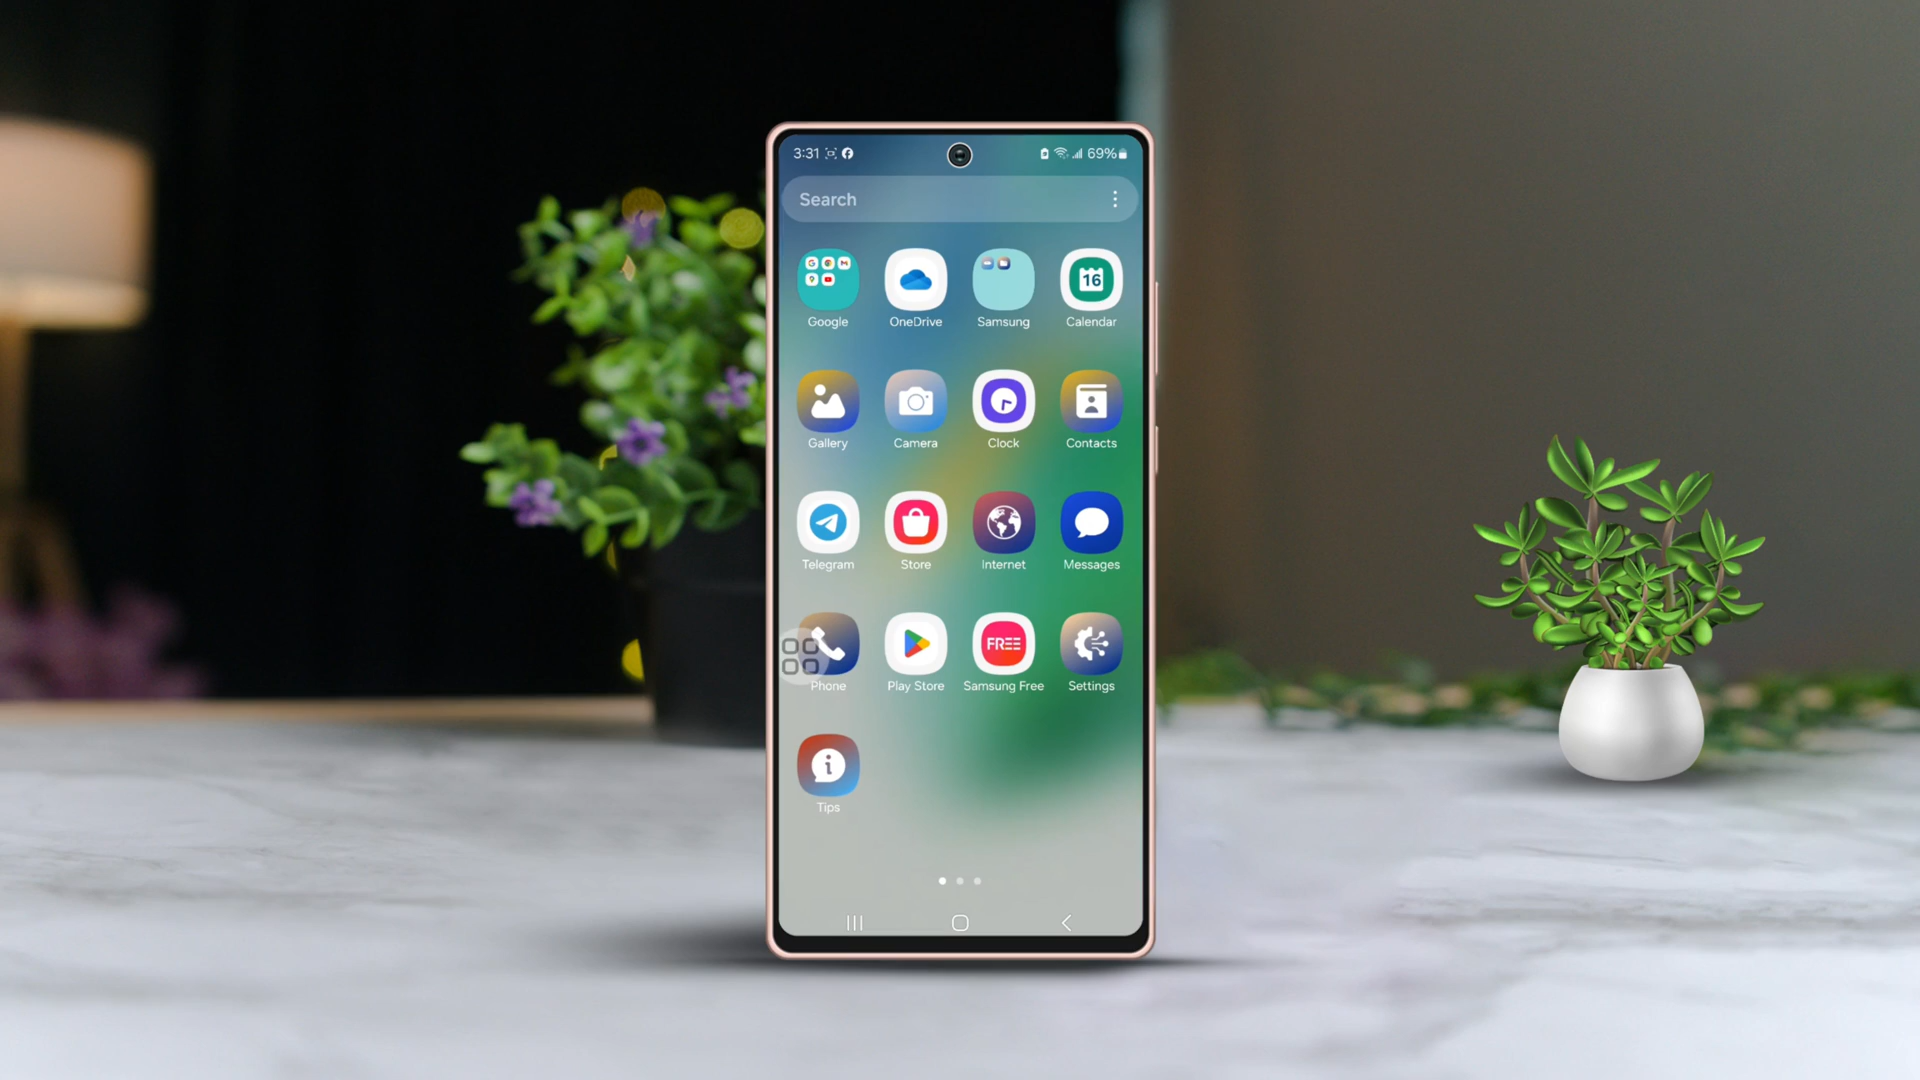 3:31
69%
Search
Google
OneDrive
Samsung
16
Calendar
Gallery
Camera
Clock
Contacts
Telegram
Store
Internet
Messages
FREE
Phone
Play Store
Samsung Free
Settings
Tips